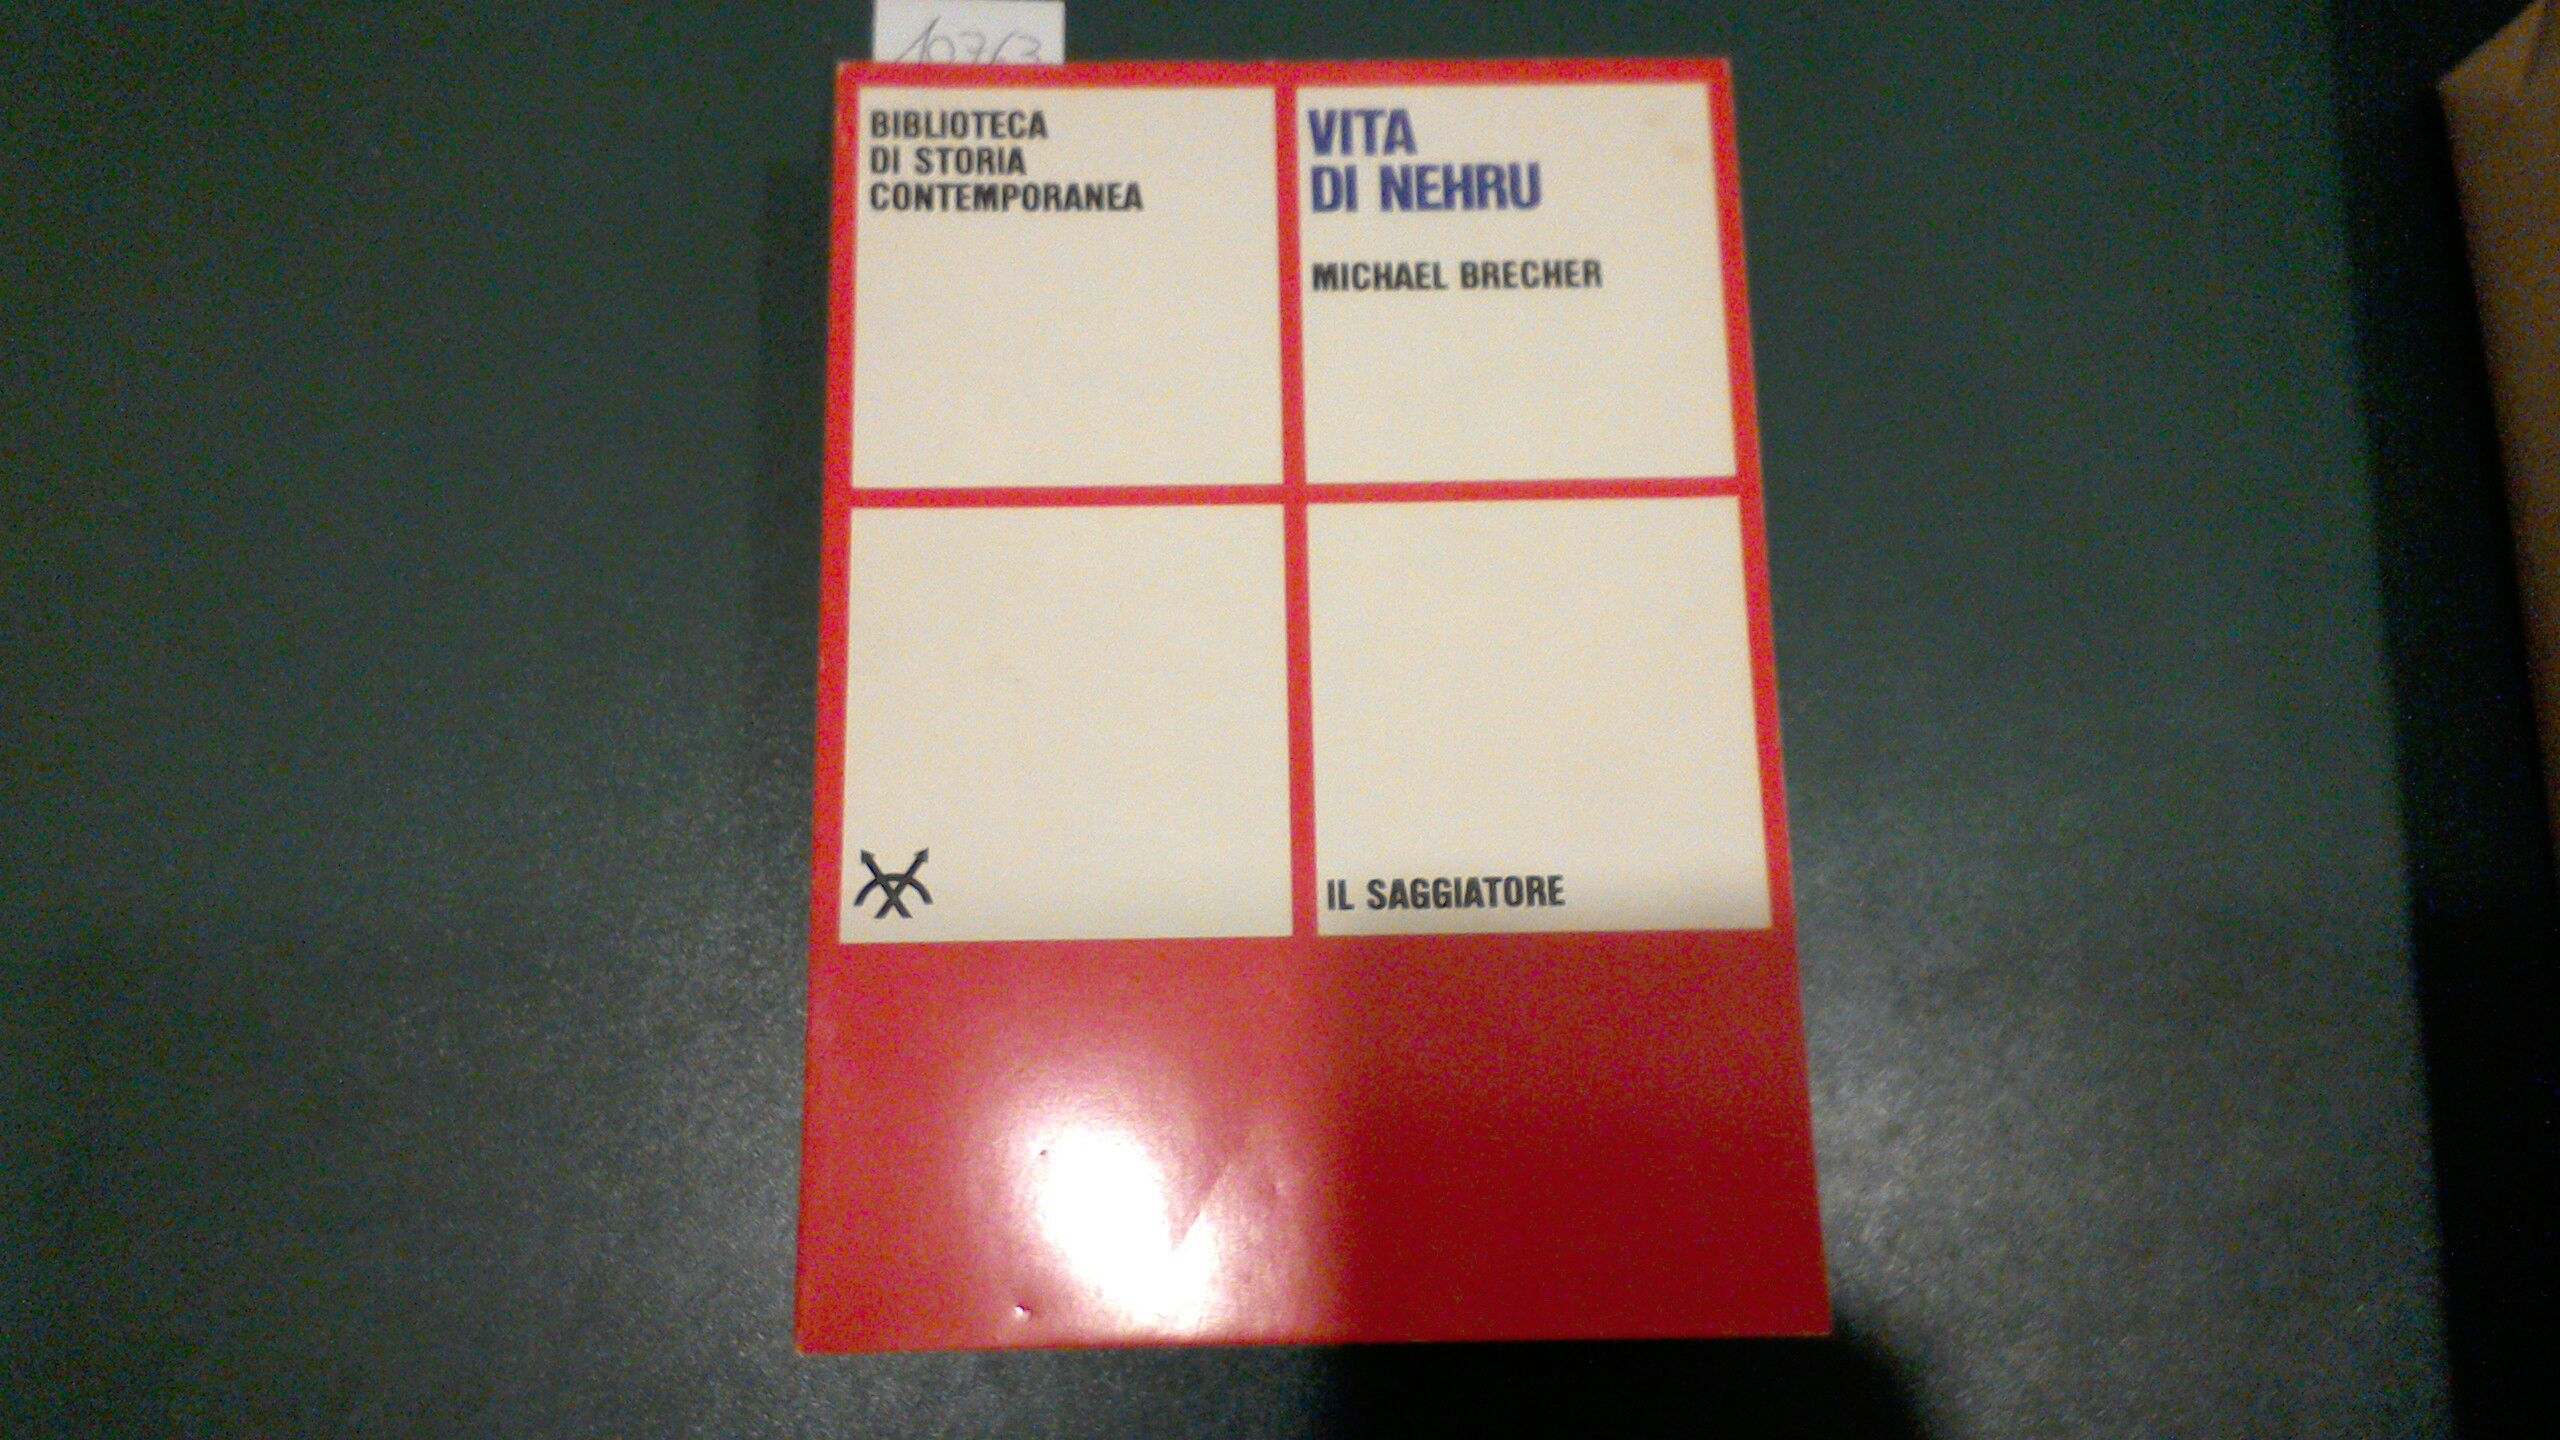 BIBLIOTECA
DI STORIA
CONTEMPORANEA
VITA
DI NEHRU
MICHAEL BRECHER
IL SAGGIATORE